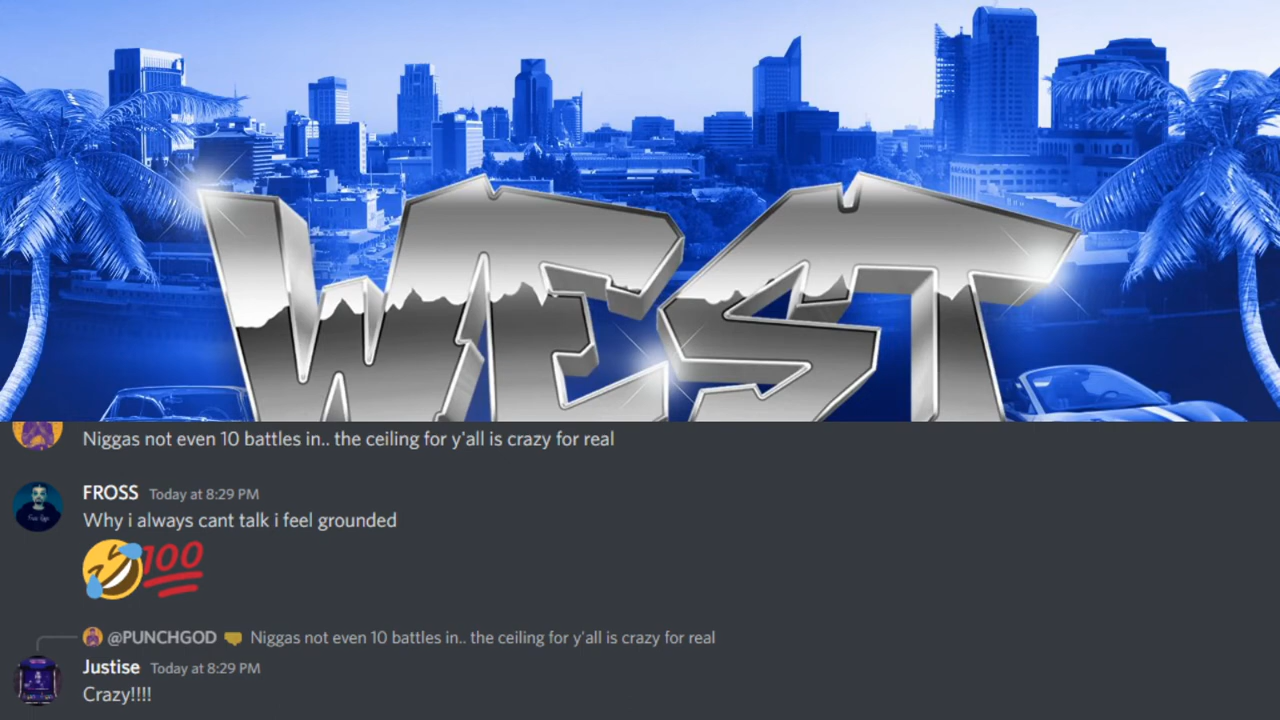 WEST
Niggas not even 10 battles in.. the ceiling for y'all is crazy for real
FROSS Today at 8:29 PM
Why i always cant talk i feel grounded
🤣💯
@PUNCHGOD Niggas not even 10 battles in.. the ceiling for y'all is crazy for real
Justise Today at 8:29 PM
Crazy!!!!